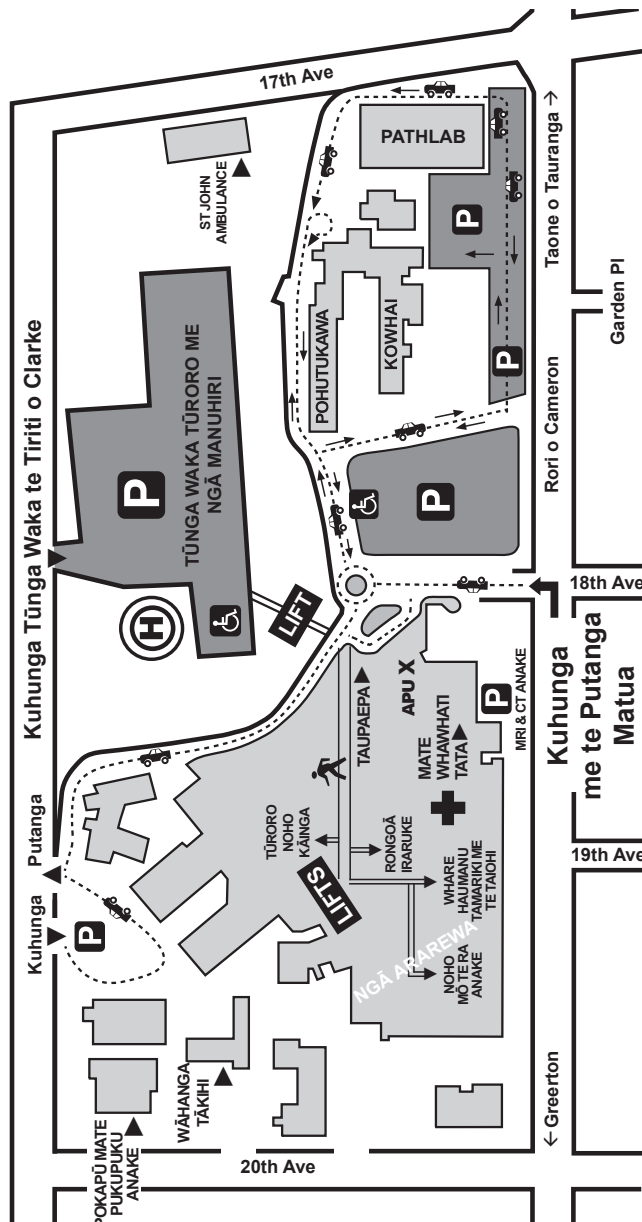 17th Ave
ST JOHN
AMBULANCE
PATHLAB
P
Taone o Tauranga →
Garden Pl
Kuhunga Tūnga Waka te Tiriti o Clarke
TŪNGA WAKA TŪRORO ME
NGĀ MANUHIRI
P
POHUTUKAWA
KOWHAI
P
Rori o Cameron
P
H
LIFT
18th Ave
Kuhunga
me te Putanga
Matua
P
MRI & CT ANAKE
TAUPAEPA
APU X
MATE
WHAWHATI
TATA
Putanga
Kuhunga
P
TŪRORO
NOHO
KĀINGA
RONGOĀ
IRARUKE
LIFTS
WHARE
HAUMANU
TAMARIKI ME
TE TAIOHI
19th Ave
NGĀ ARAREWA
NOHO
MŌ TE RA
ANAKE
WĀHANGA
TĀKIHI
POKAPŪ MATE
PUKUPUKU
ANAKE
← Greerton
20th Ave